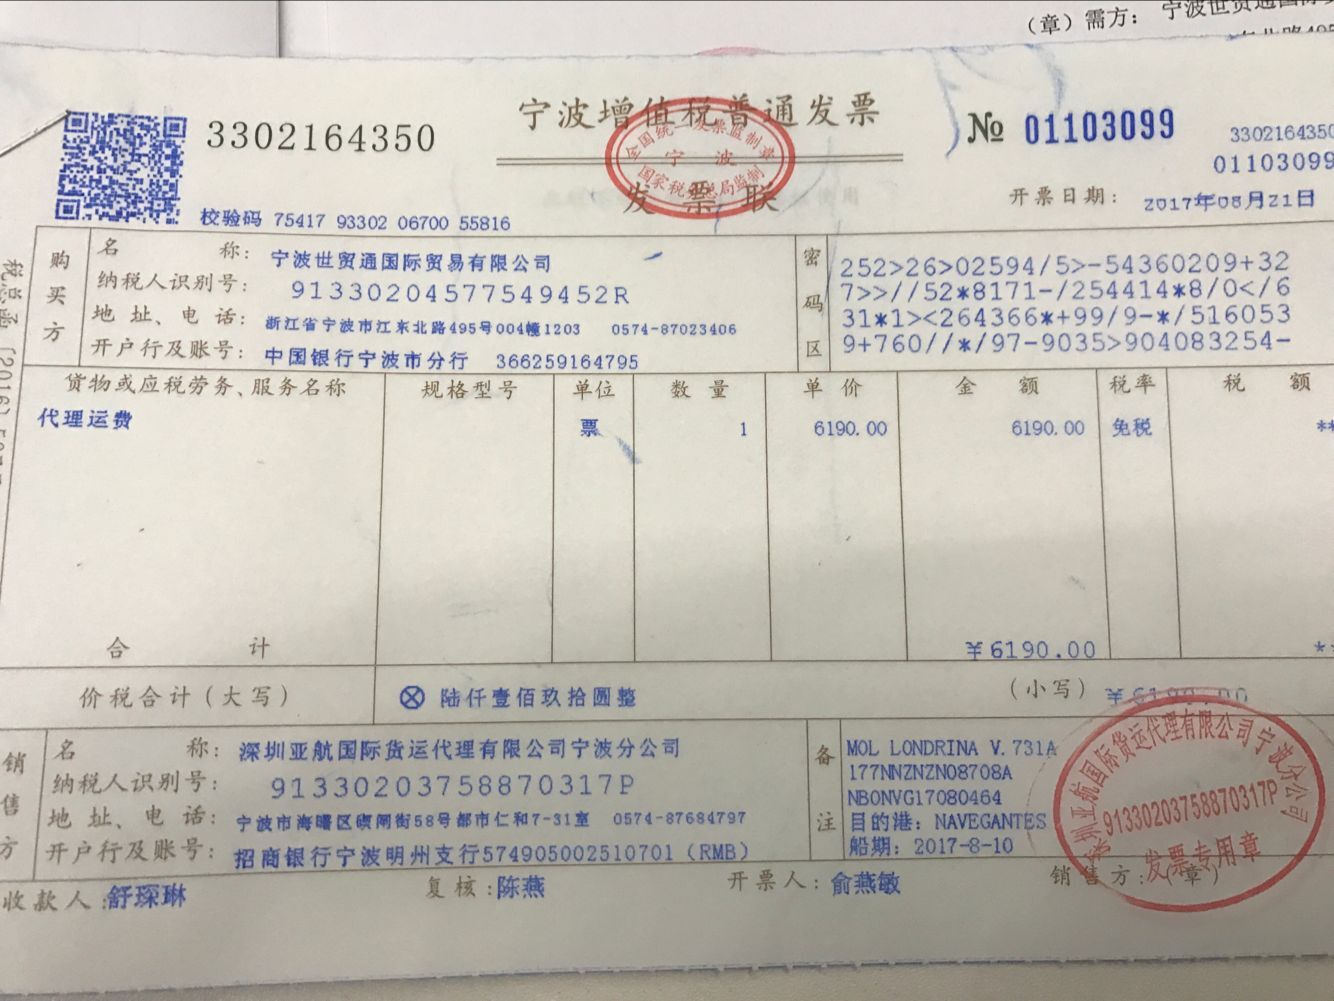 （章）需方： 宁波世贸通国际
宁波增值税普通发票
发票联
全国统一发票监制章
宁波
国家税务总局监制
3302164350
№ 01103099
3302164350
01103099
校验码 75417 93302 06700 55816
开票日期： 2017年08月21日
税总函〔2016〕
购买方
名称： 宁波世贸通国际贸易有限公司
纳税人识别号： 91330204577549452R
地址、电话： 浙江省宁波市江东北路495号004幢1203 0574-87023406
开户行及账号： 中国银行宁波市分行 366259164795
密码区
252>26>02594/5>-54360209+32
7>>//52*8171-/254414*8/0</6
31*1><264366*+99/9-*/516053
9+760//*/97-9035>904083254-
货物或应税劳务、服务名称 规格型号 单位 数量 单价 金额 税率 税额
代理运费 票 1 6190.00 6190.00 免税 **
合计 ¥6190.00 **
价税合计（大写） ⊗ 陆仟壹佰玖拾圆整 （小写） ¥6190.00
销售方
名称： 深圳亚航国际货运代理有限公司宁波分公司
纳税人识别号： 91330203758870317P
地址、电话： 宁波市海曙区碶闸街58号都市仁和7-31室 0574-87684797
开户行及账号： 招商银行宁波明州支行574905002510701（RMB）
备注
MOL LONDRINA V.731A
177NNZNZN08708A
NBONVG17080464
目的港：NAVEGANTES
船期：2017-8-10
深圳亚航国际货运代理有限公司宁波分公司
91330203758870317P
发票专用章
收款人：舒琛琳 复核：陈燕 开票人：俞燕敏 销售方：（章）